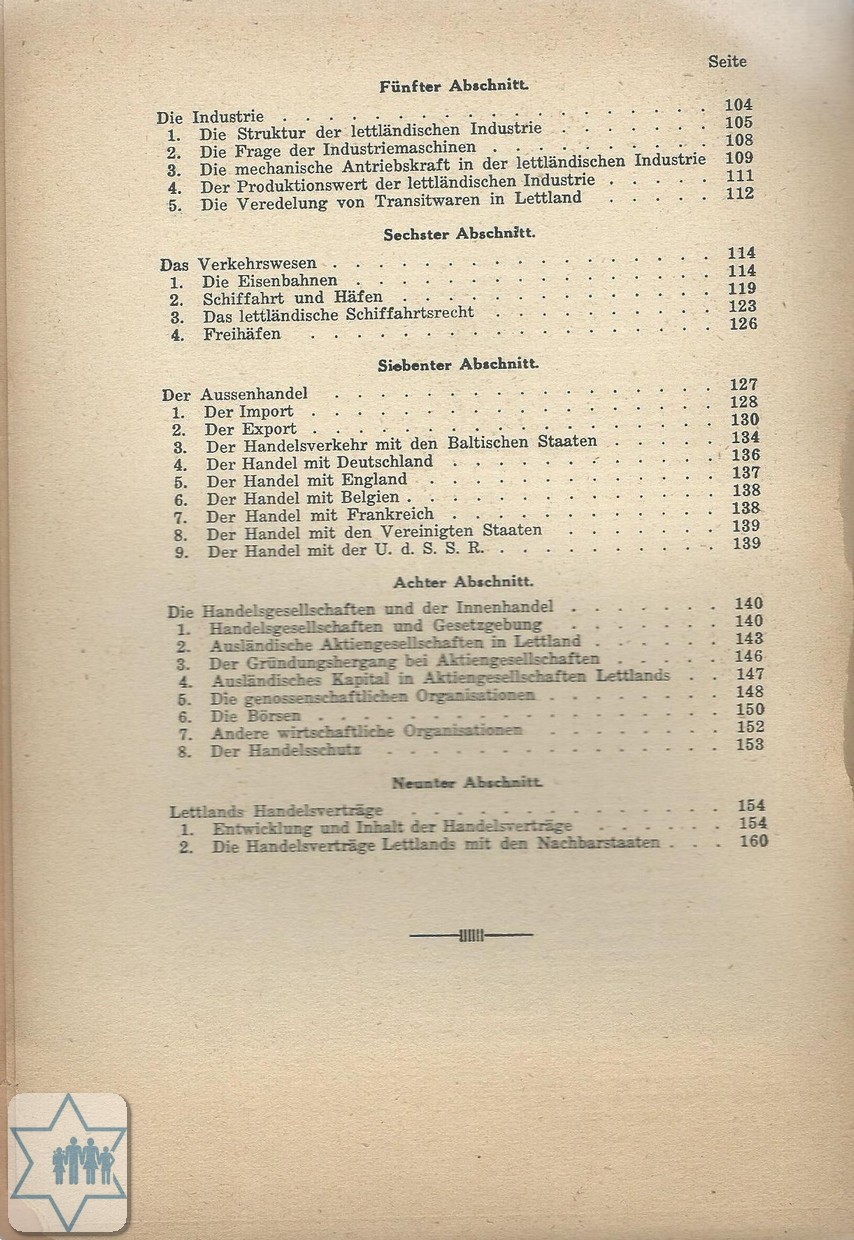 Seite
Fünfter Abschnitt.
Die Industrie . . . . . . . . . . . . . . . . . . 104
1. Die Struktur der lettländischen Industrie . . . . . . . 105
2. Die Frage der Industriemaschinen . . . . . . . . . . 108
3. Die mechanische Antriebskraft in der lettländischen Industrie 109
4. Der Produktionswert der lettländischen Industrie . . . . . 111
5. Die Veredelung von Transitwaren in Lettland . . . . . 112
Sechster Abschnitt.
Das Verkehrswesen . . . . . . . . . . . . . . . . 114
1. Die Eisenbahnen . . . . . . . . . . . . . . . 114
2. Schiffahrt und Häfen . . . . . . . . . . . . . . 119
3. Das lettländische Schiffahrtsrecht . . . . . . . . . . 123
4. Freihäfen . . . . . . . . . . . . . . . . . . 126
Siebenter Abschnitt.
Der Aussenhandel . . . . . . . . . . . . . . . . . 127
1. Der Import . . . . . . . . . . . . . . . . . . 128
2. Der Export . . . . . . . . . . . . . . . . . . 130
3. Der Handelsverkehr mit den Baltischen Staaten . . . . . 134
4. Der Handel mit Deutschland . . . . . . . . . . . . 136
5. Der Handel mit England . . . . . . . . . . . . . 137
6. Der Handel mit Belgien . . . . . . . . . . . . . . 138
7. Der Handel mit Frankreich . . . . . . . . . . . . 138
8. Der Handel mit den Vereinigten Staaten . . . . . . . 139
9. Der Handel mit der U. d. S. S. R. . . . . . . . . . . 139
Achter Abschnitt.
Die Handelsgesellschaften und der Innenhandel . . . . . . . 140
1. Handelsgesellschaften und Gesetzgebung . . . . . . . 140
2. Ausländische Aktiengesellschaften in Lettland . . . . . . 143
3. Der Gründungshergang bei Aktiengesellschaften . . . . . 146
4. Ausländisches Kapital in Aktiengesellschaften Lettlands . . 147
5. Die genossenschaftlichen Organisationen . . . . . . . . 148
6. Die Börsen . . . . . . . . . . . . . . . . . . 150
7. Andere wirtschaftliche Organisationen . . . . . . . . 152
8. Der Handelsschutz . . . . . . . . . . . . . . . 153
Neunter Abschnitt.
Lettlands Handelsverträge . . . . . . . . . . . . . . 154
1. Entwicklung und Inhalt der Handelsverträge . . . . . . 154
2. Die Handelsverträge Lettlands mit den Nachbarstaaten . . . 160